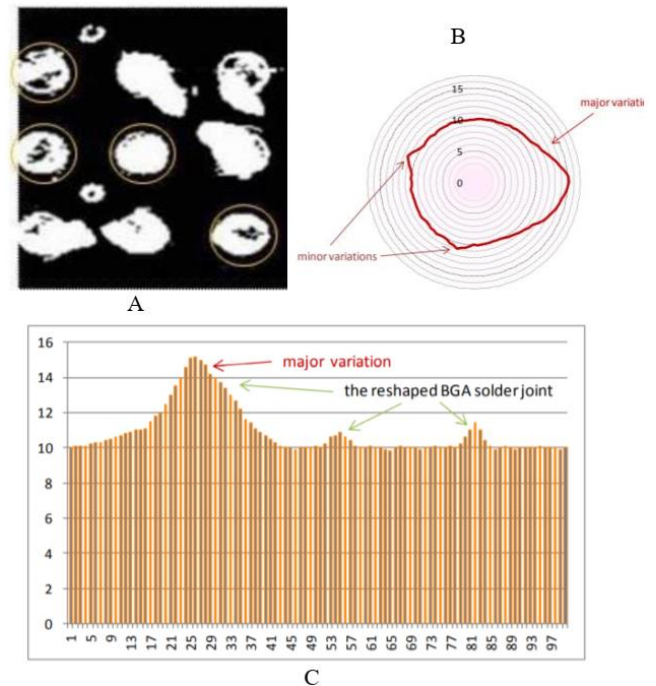 B
15
major variati
10
5
0
minor variations
A
16
major variation
14
the reshaped BGA solder joint
12
10
8
6
4
2
0
1 5 9 13 17 21 25 29 33 37 41 45 49 53 57 61 65 69 73 77 81 85 89 93 97
C